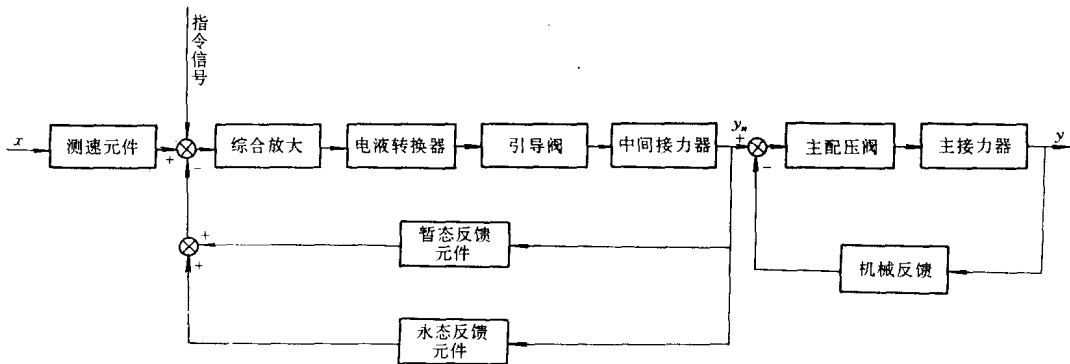 指令信号
x
测速元件
+
−
综合放大
电液转换器
引导阀
中间接力器
yn
+
−
主配压阀
主接力器
y
+
+
暂态反馈
元件
机械反馈
永态反馈
元件